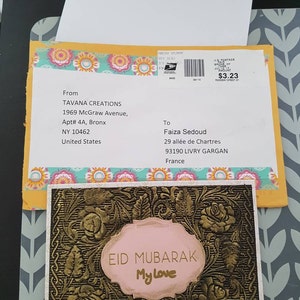 $3.23
From
TAVANA CREATIONS
1969 McGraw Avenue,
Apt# 4A, Bronx
NY 10462
United States
To
Faiza Sedoud
29 allée de Chartres
93190 LIVRY GARGAN
France
EID MUBARAK
My love